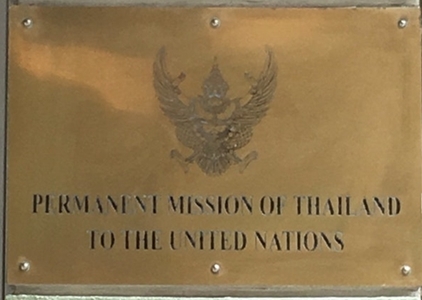 PERMANENT MISSION OF THAILAND
TO THE UNITED NATIONS